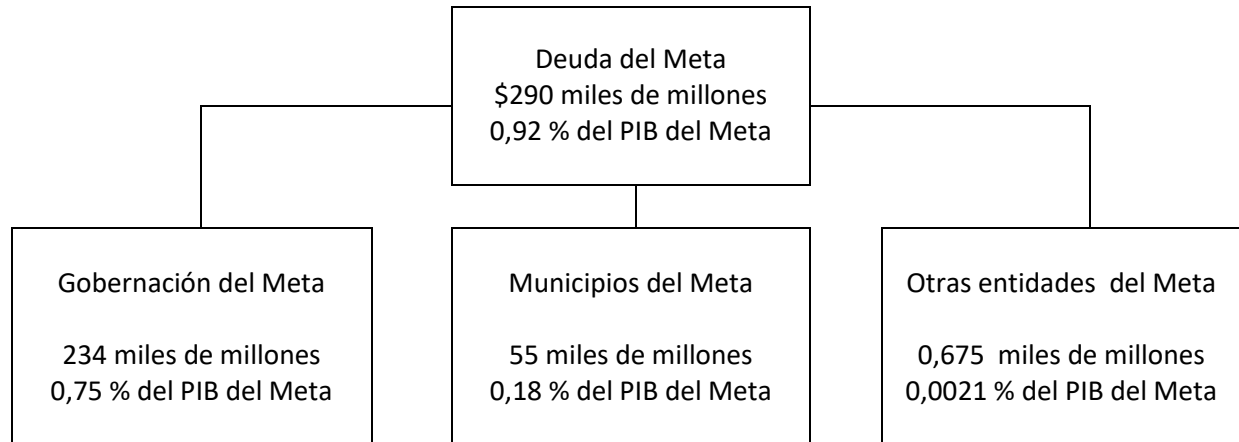 Deuda del Meta
$290 miles de millones
0,92 % del PIB del Meta
Gobernación del Meta
234 miles de millones
0,75 % del PIB del Meta
Municipios del Meta
55 miles de millones
0,18 % del PIB del Meta
Otras entidades del Meta
0,675 miles de millones
0,0021 % del PIB del Meta